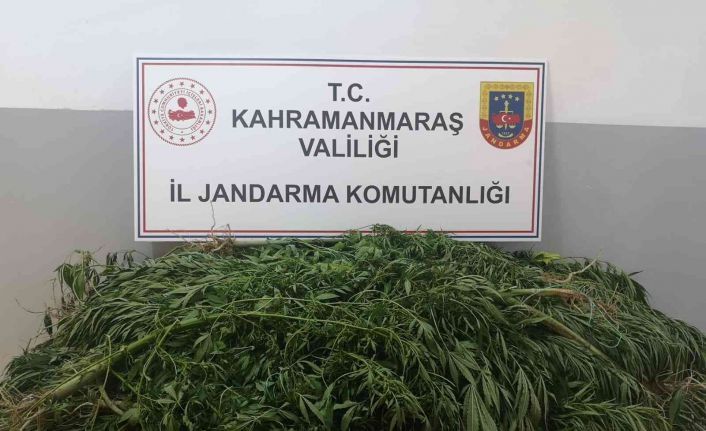 T.C.
KAHRAMANMARAŞ
VALİLİĞİ
İL JANDARMA KOMUTANLIĞI
JANDARMA